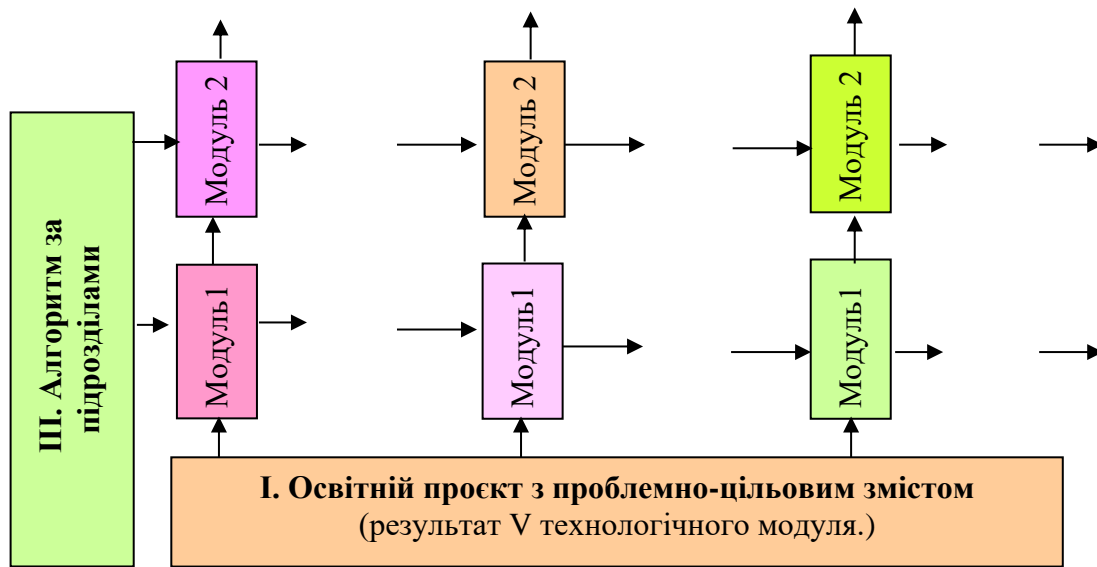 Модуль 2
Модуль 2
Модуль 2
ІІІ. Алгоритм за
підрозділами
Модуль1
Модуль1
Модуль1
І. Освітній проєкт з проблемно-цільовим змістом
(результат V технологічного модуля.)